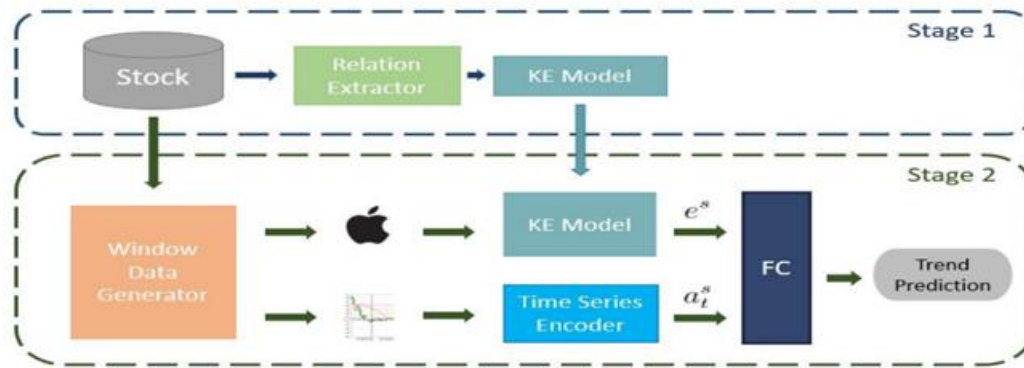 Stage 1
Stock
Relation
Extractor
KE Model
Stage 2
Window
Data
Generator
KE Model
e^s
FC
Trend
Prediction
Time Series
Encoder
a_t^s